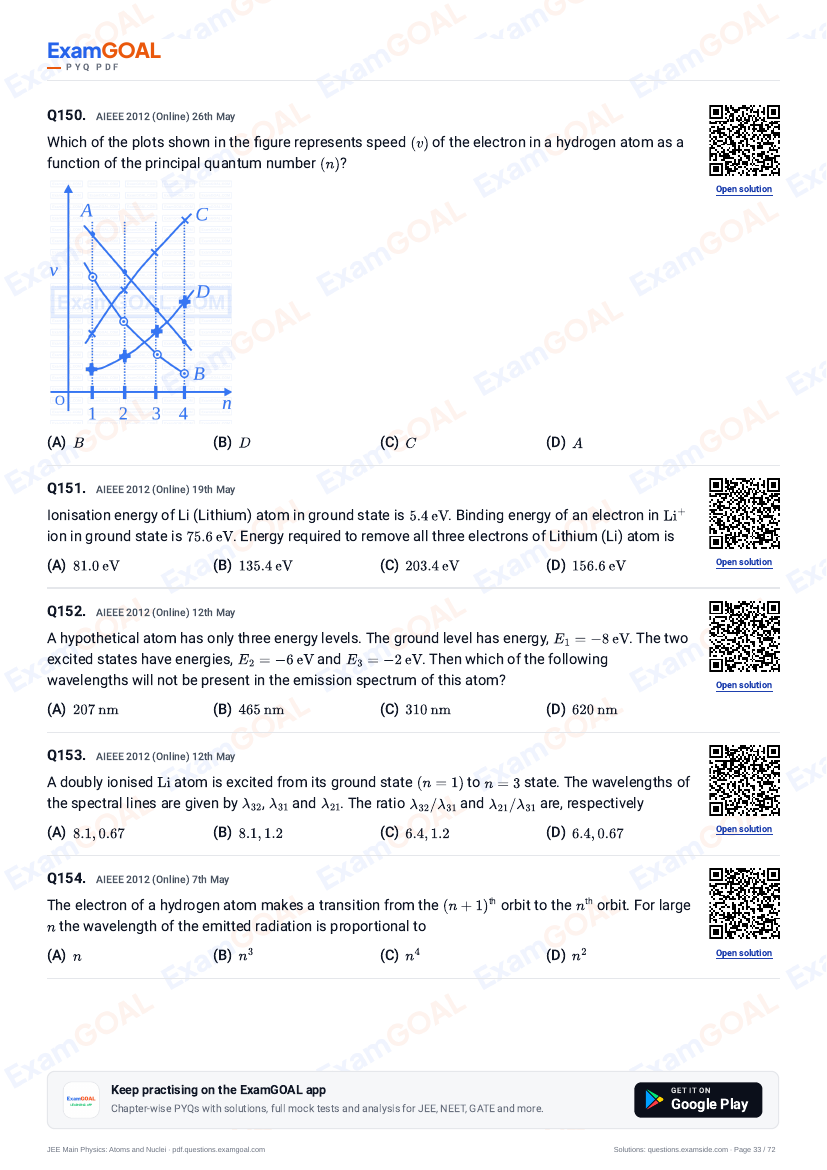 ExamGOAL
PYQ PDF
Q150. AIEEE 2012 (Online) 26th May
Which of the plots shown in the figure represents speed (v) of the electron in a hydrogen atom as a
function of the principal quantum number (n)?
Open solution
A
C
v
ExamGOAL.COM
D
B
O
n
1 2 3 4
(A) B (B) D (C) C (D) A
Q151. AIEEE 2012 (Online) 19th May
Ionisation energy of Li (Lithium) atom in ground state is 5.4 eV. Binding energy of an electron in Li⁺
ion in ground state is 75.6 eV. Energy required to remove all three electrons of Lithium (Li) atom is
(A) 81.0 eV (B) 135.4 eV (C) 203.4 eV (D) 156.6 eV
Open solution
Q152. AIEEE 2012 (Online) 12th May
A hypothetical atom has only three energy levels. The ground level has energy, E₁ = −8 eV. The two
excited states have energies, E₂ = −6 eV and E₃ = −2 eV. Then which of the following
wavelengths will not be present in the emission spectrum of this atom?
Open solution
(A) 207 nm (B) 465 nm (C) 310 nm (D) 620 nm
Q153. AIEEE 2012 (Online) 12th May
A doubly ionised Li atom is excited from its ground state (n = 1) to n = 3 state. The wavelengths of
the spectral lines are given by λ₃₂, λ₃₁ and λ₂₁. The ratio λ₃₂/λ₃₁ and λ₂₁/λ₃₁ are, respectively
(A) 8.1, 0.67 (B) 8.1, 1.2 (C) 6.4, 1.2 (D) 6.4, 0.67
Open solution
Q154. AIEEE 2012 (Online) 7th May
The electron of a hydrogen atom makes a transition from the (n + 1)ᵗʰ orbit to the nᵗʰ orbit. For large
n the wavelength of the emitted radiation is proportional to
(A) n (B) n³ (C) n⁴ (D) n²
Open solution
ExamGOAL
Keep practising on the ExamGOAL app
Chapter-wise PYQs with solutions, full mock tests and analysis for JEE, NEET, GATE and more.
GET IT ON
Google Play
JEE Main Physics: Atoms and Nuclei · pdf.questions.examgoal.com
Solutions: questions.examside.com · Page 33 / 72